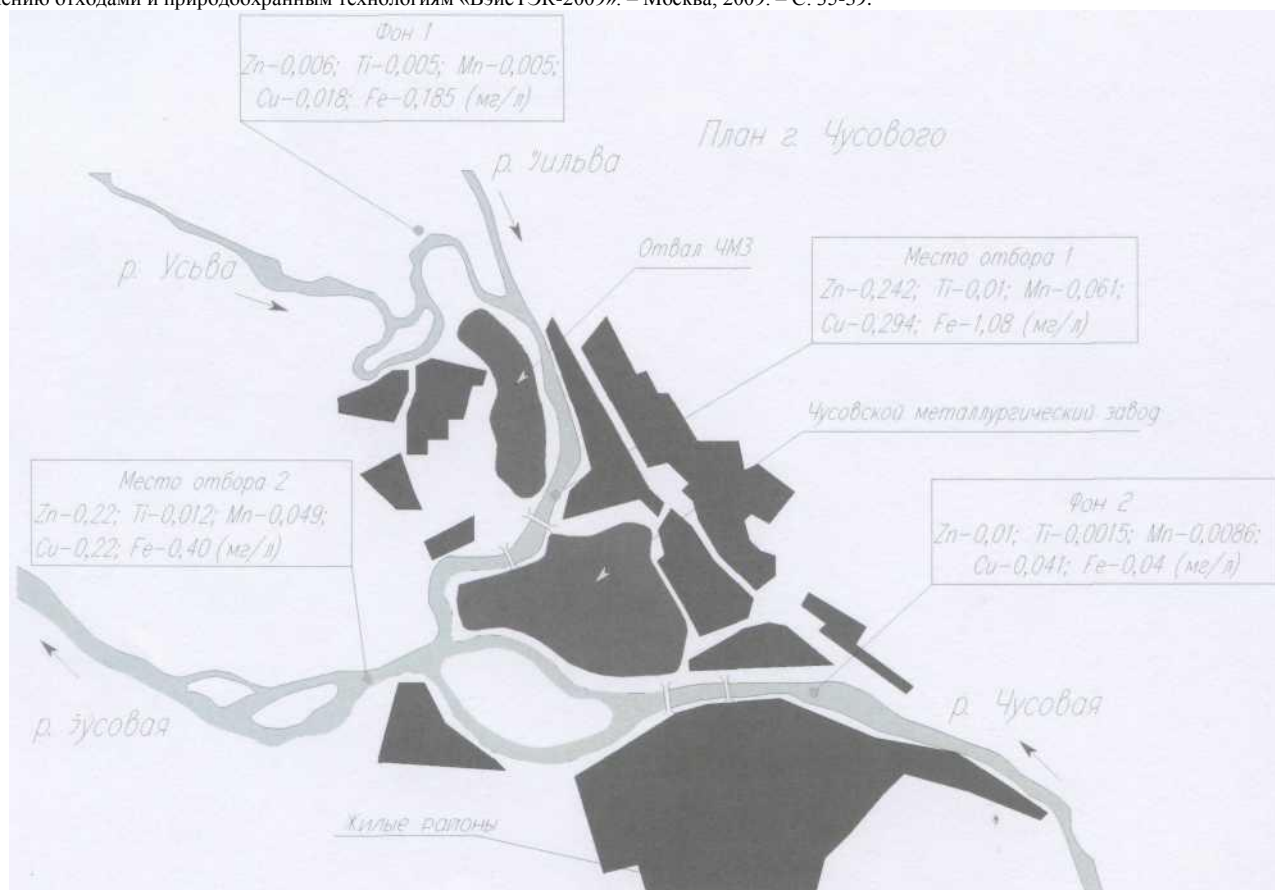 отходами и природоохранным технологиям «ВэйстТЭК-2009». – Москва, 2009. – С. 35-39.
Фон 1
Zn-0,006; Ti-0,005; Mn-0,005;
Cu-0,018; Fe-0,185 (мг/л)
План г. Чусового
р.
р. Усьва
Отвал ЧМЗ
Место отбора 1
Zn-0,242; Ti-0,01; Mn-0,061;
Cu-0,294; Fe-1,08 (мг/л)
Чусовской металлургический завод
Место отбора 2
Zn-0,22; Ti-0,012; Mn-0,049;
Cu-0,22; Fe-0,40 (мг/л)
Фон 2
Zn-0,01; Ti-0,0015; Mn-0,0086;
Cu-0,041; Fe-0,04 (мг/л)
р. Чусовая
р. Чусовая
Жилые районы